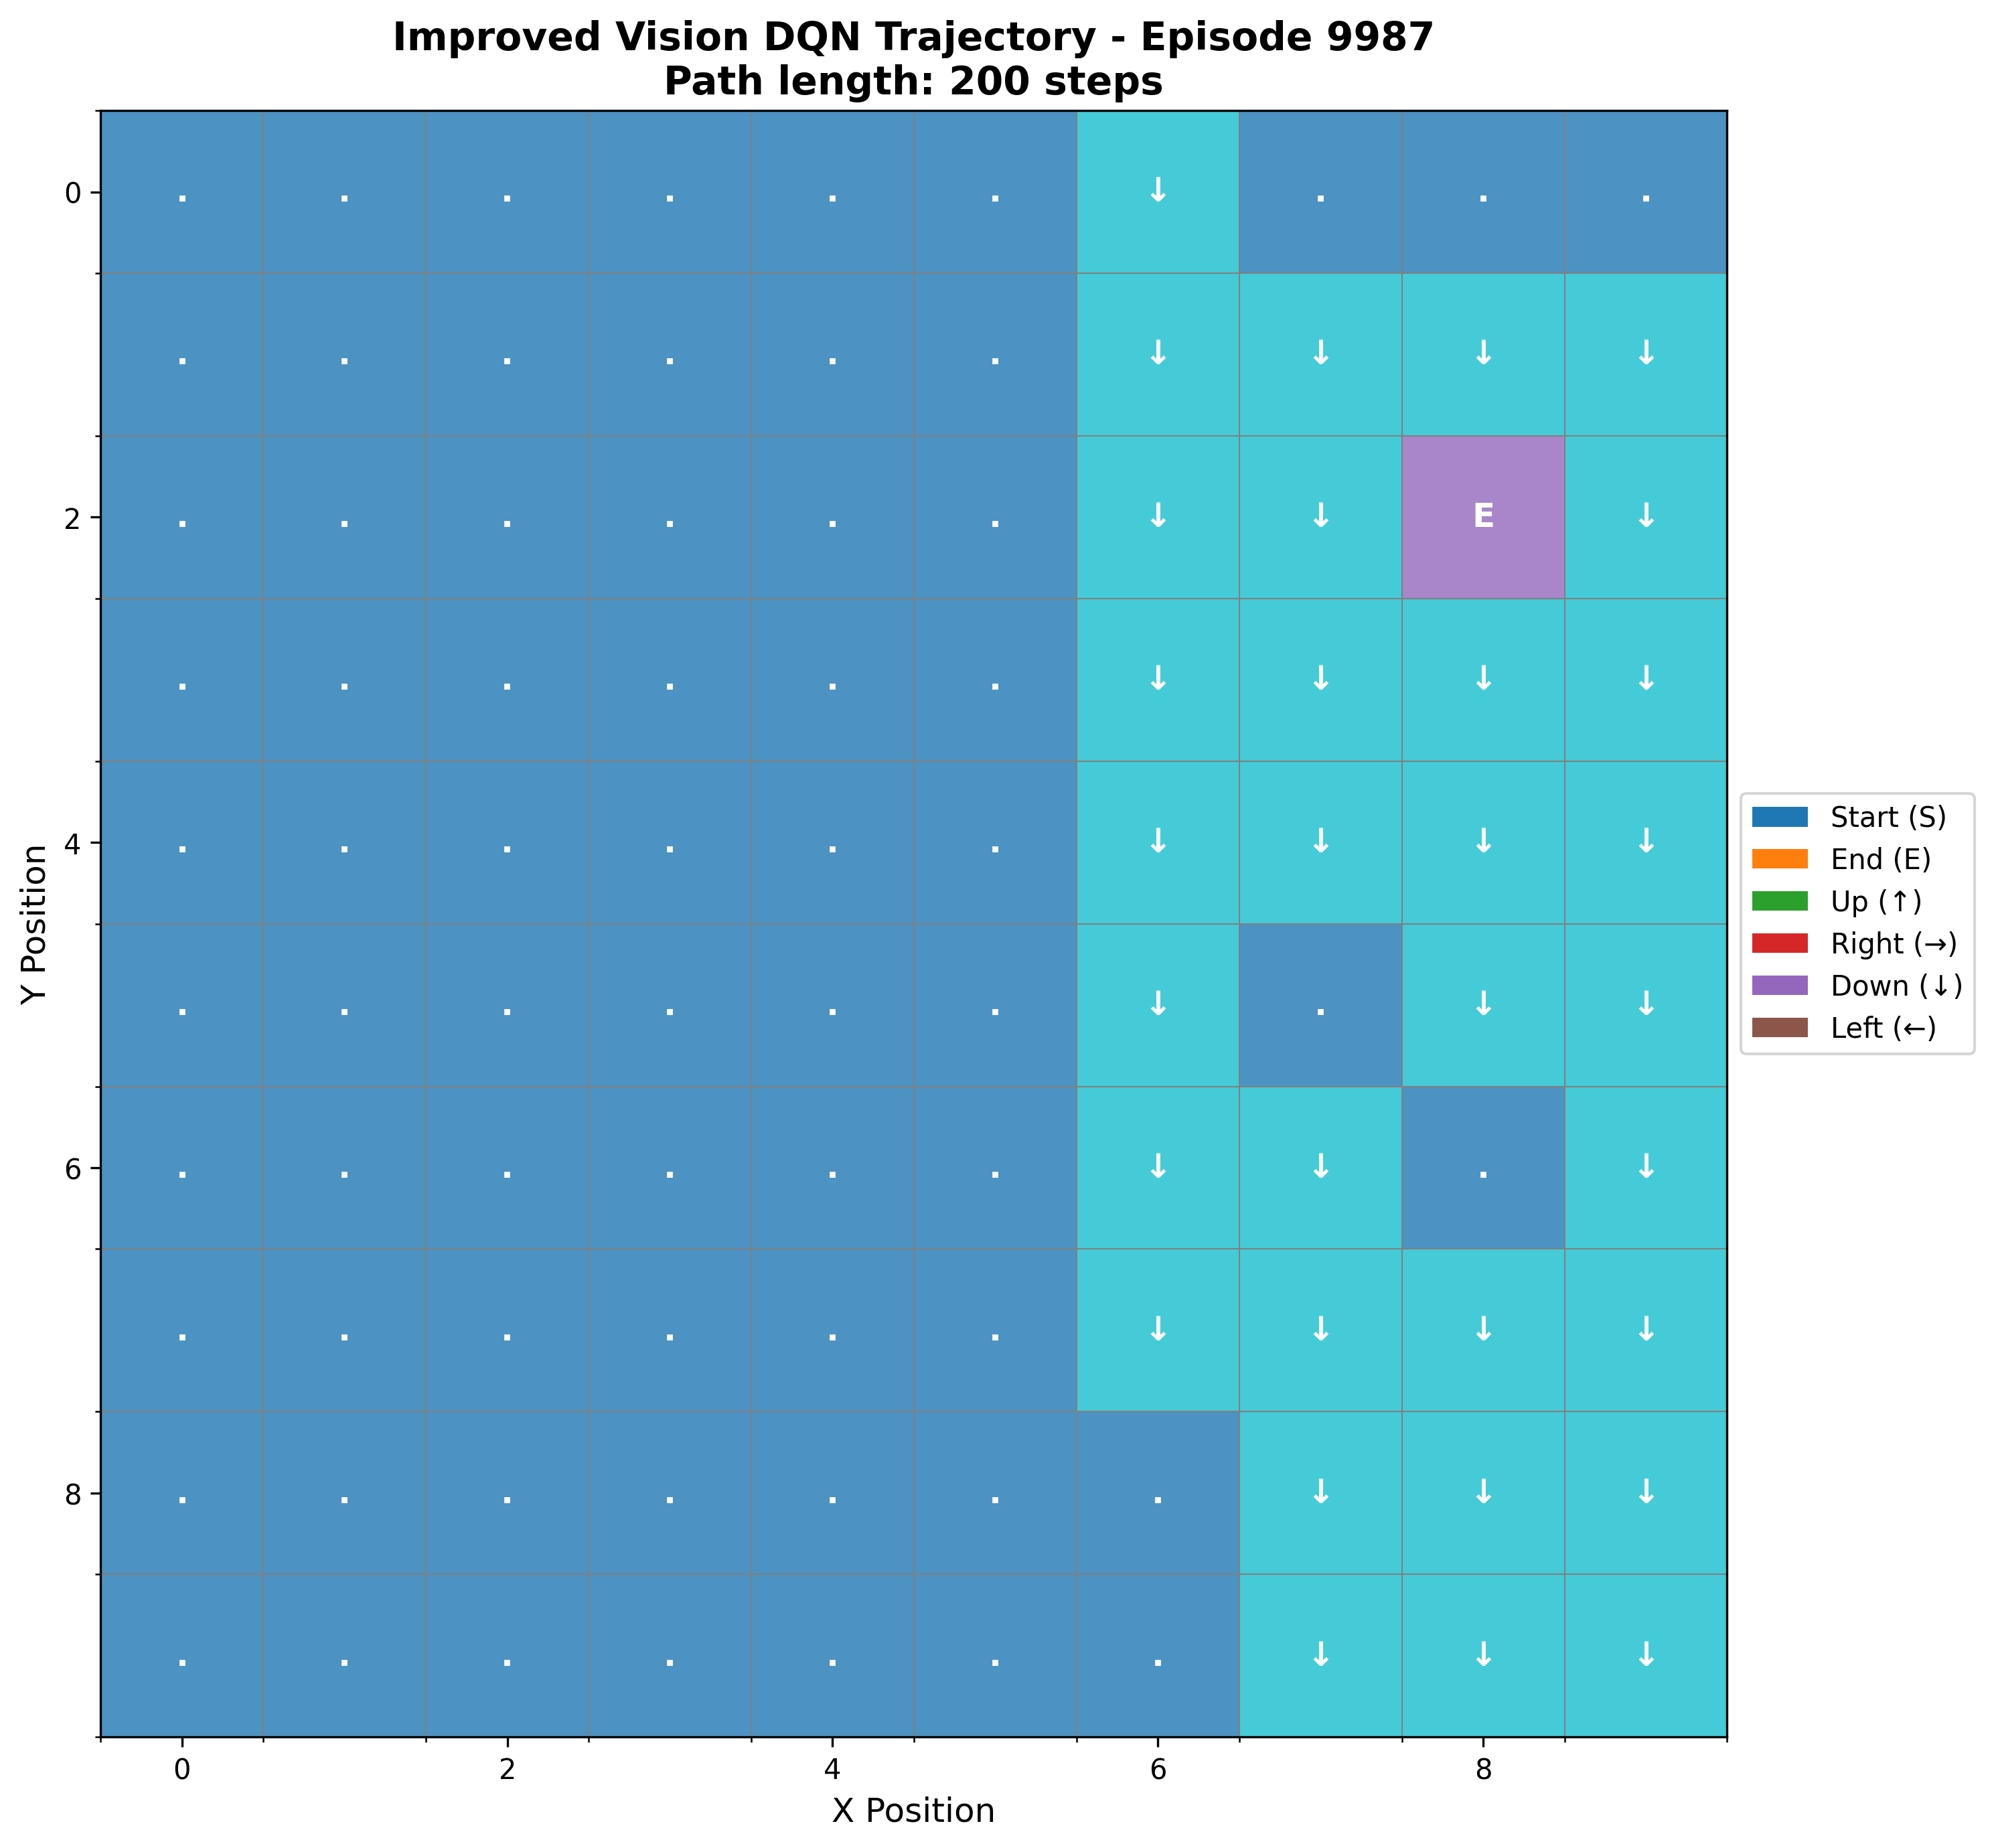 Improved Vision DQN Trajectory - Episode 9987
Path length: 200 steps
0 . . . . . . ↓ . . .
. . . . . . ↓ ↓ ↓ ↓
2 . . . . . . ↓ ↓ E ↓
. . . . . . ↓ ↓ ↓ ↓
4 . . . . . . ↓ ↓ ↓ ↓
. . . . . . ↓ . ↓ ↓
6 . . . . . . ↓ ↓ . ↓
. . . . . . ↓ ↓ ↓ ↓
8 . . . . . . . ↓ ↓ ↓
. . . . . . . ↓ ↓ ↓
0 2 4 6 8
X Position
Y Position
Start (S)
End (E)
Up (↑)
Right (→)
Down (↓)
Left (←)